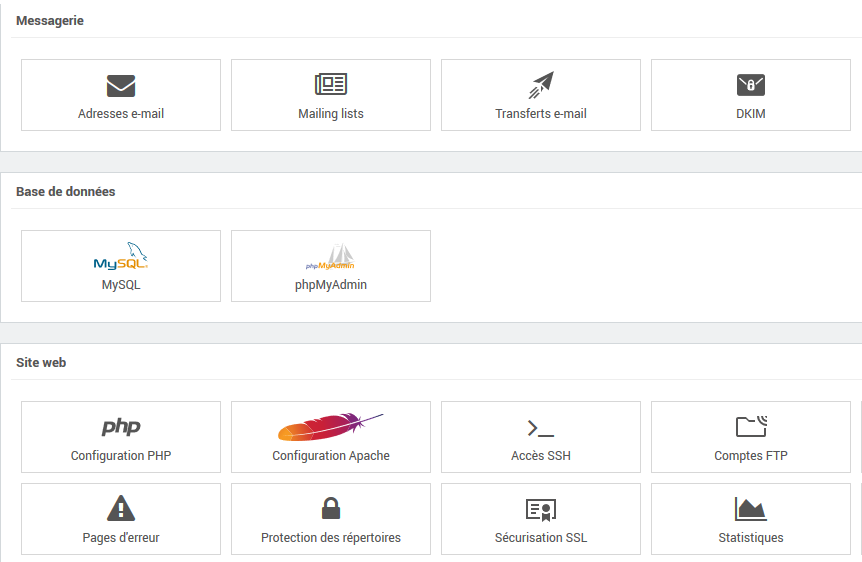 Messagerie
Adresses e-mail
Mailing lists
Transferts e-mail
DKIM
Base de données
MySQL
phpMyAdmin
MySQL
phpMyAdmin
Site web
php
Configuration PHP
Configuration Apache
Accès SSH
Comptes FTP
Pages d'erreur
Protection des répertoires
Sécurisation SSL
Statistiques